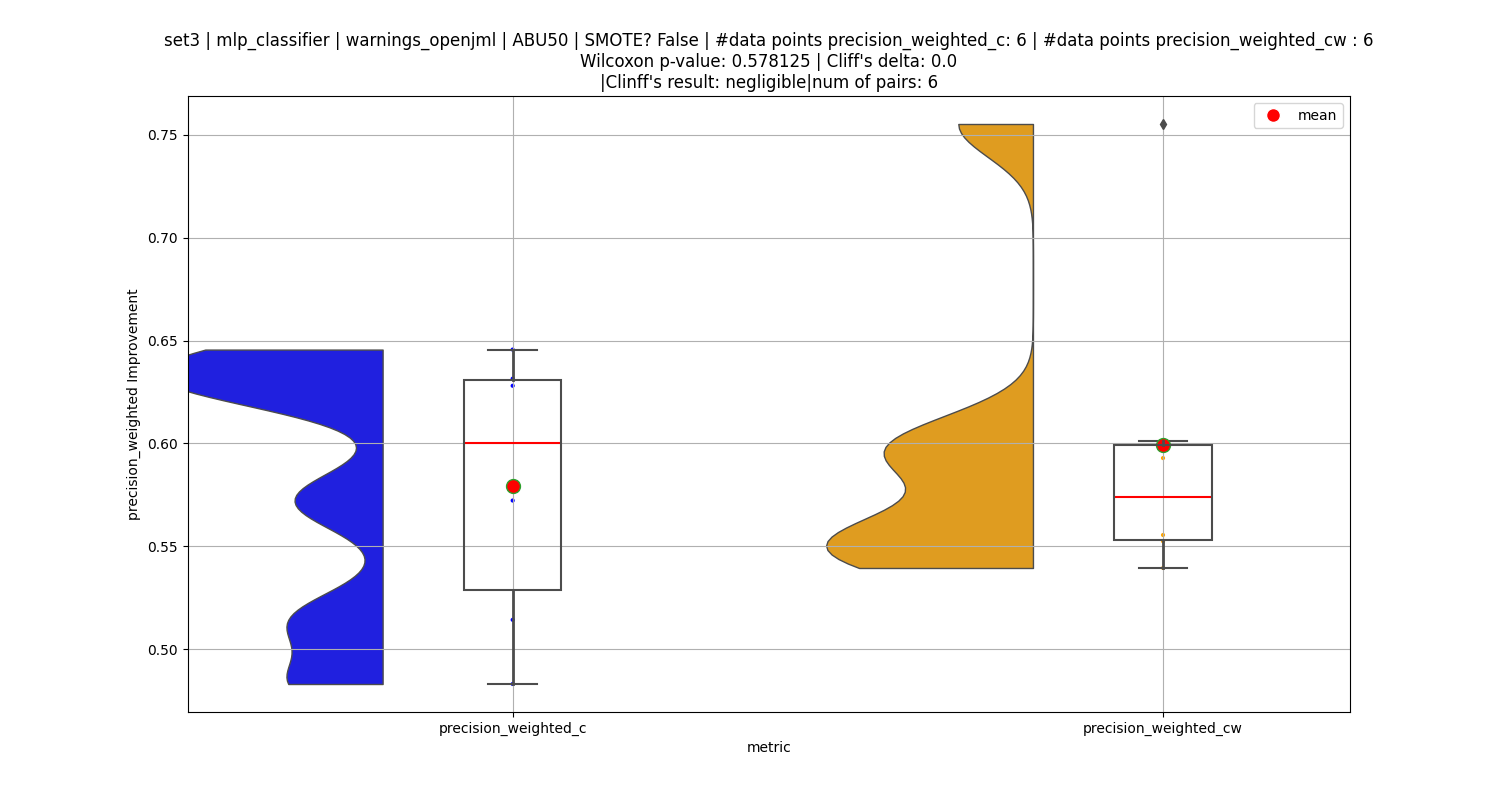 set3 | mlp_classifier | warnings_openjml | ABU50 | SMOTE? False | #data points precision_weighted_c: 6 | #data points precision_weighted_cw : 6
Wilcoxon p-value: 0.578125 | Cliff's delta: 0.0
|Clinff's result: negligible|num of pairs: 6
mean
0.75
0.70
0.65
0.60
0.55
0.50
precision_weighted Improvement
precision_weighted_c
precision_weighted_cw
metric